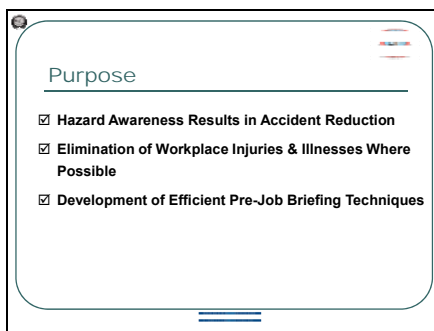 Purpose
☑ Hazard Awareness Results in Accident Reduction
☑ Elimination of Workplace Injuries & Illnesses Where
Possible
☑ Development of Efficient Pre-Job Briefing Techniques